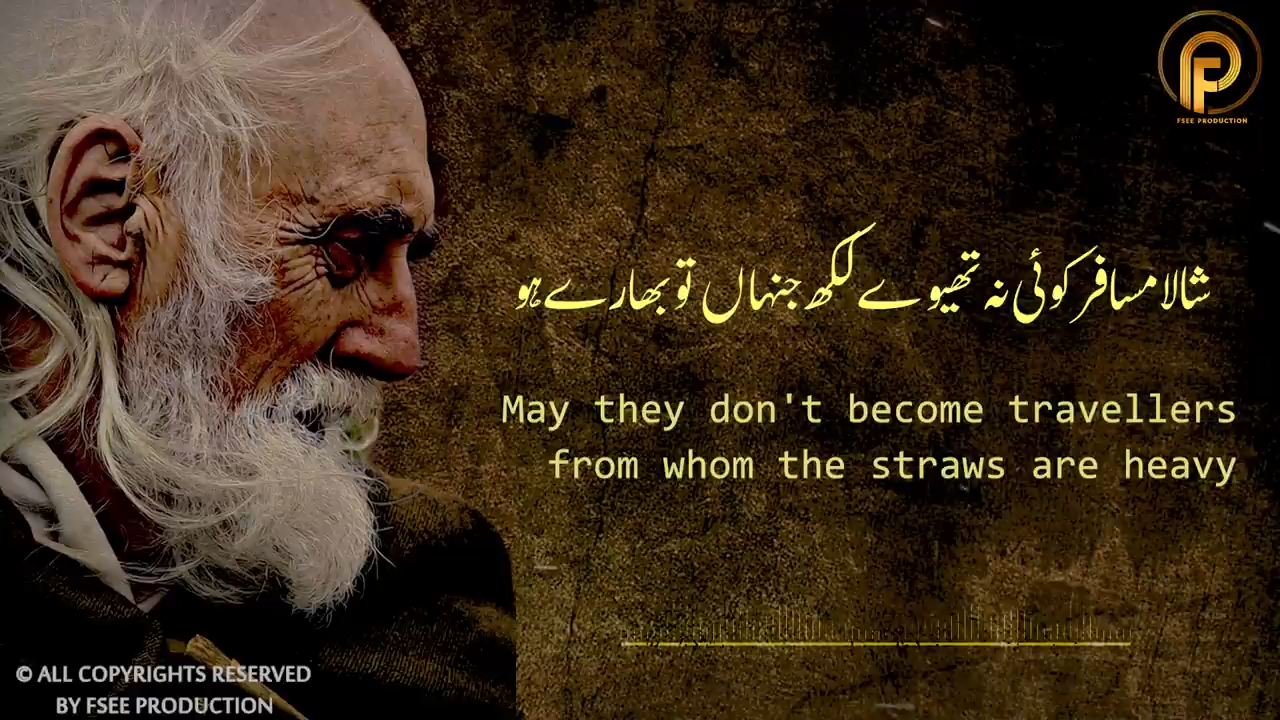 FSEE PRODUCTION
شالا مسافر کوئی نہ تھیوے لکھ جنہاں تو بھارے ہو
May they don't become travellers
from whom the straws are heavy
© ALL COPYRIGHTS RESERVED
BY FSEE PRODUCTION